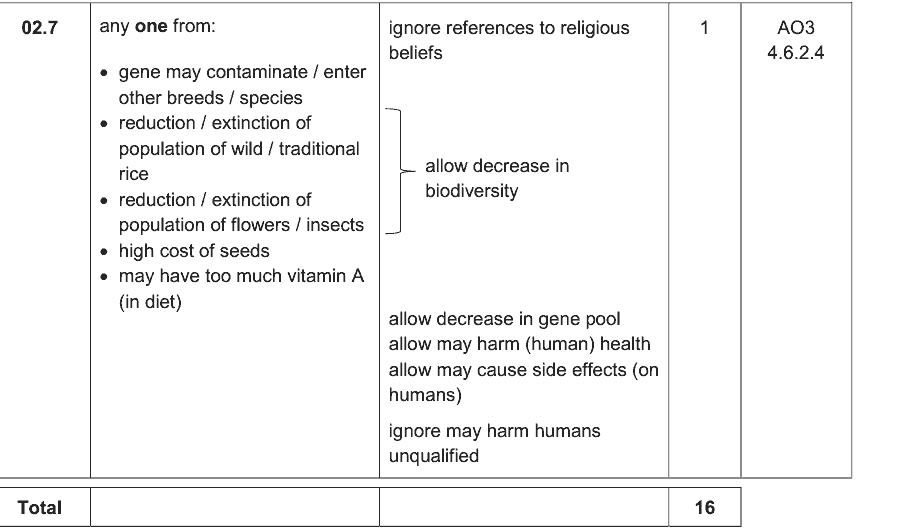 02.7
any one from:
• gene may contaminate / enter
other breeds / species
• reduction / extinction of
population of wild / traditional
rice
• reduction / extinction of
population of flowers / insects
• high cost of seeds
• may have too much vitamin A
(in diet)
ignore references to religious
beliefs
allow decrease in
biodiversity
allow decrease in gene pool
allow may harm (human) health
allow may cause side effects (on
humans)
ignore may harm humans
unqualified
1
AO3
4.6.2.4
Total
16